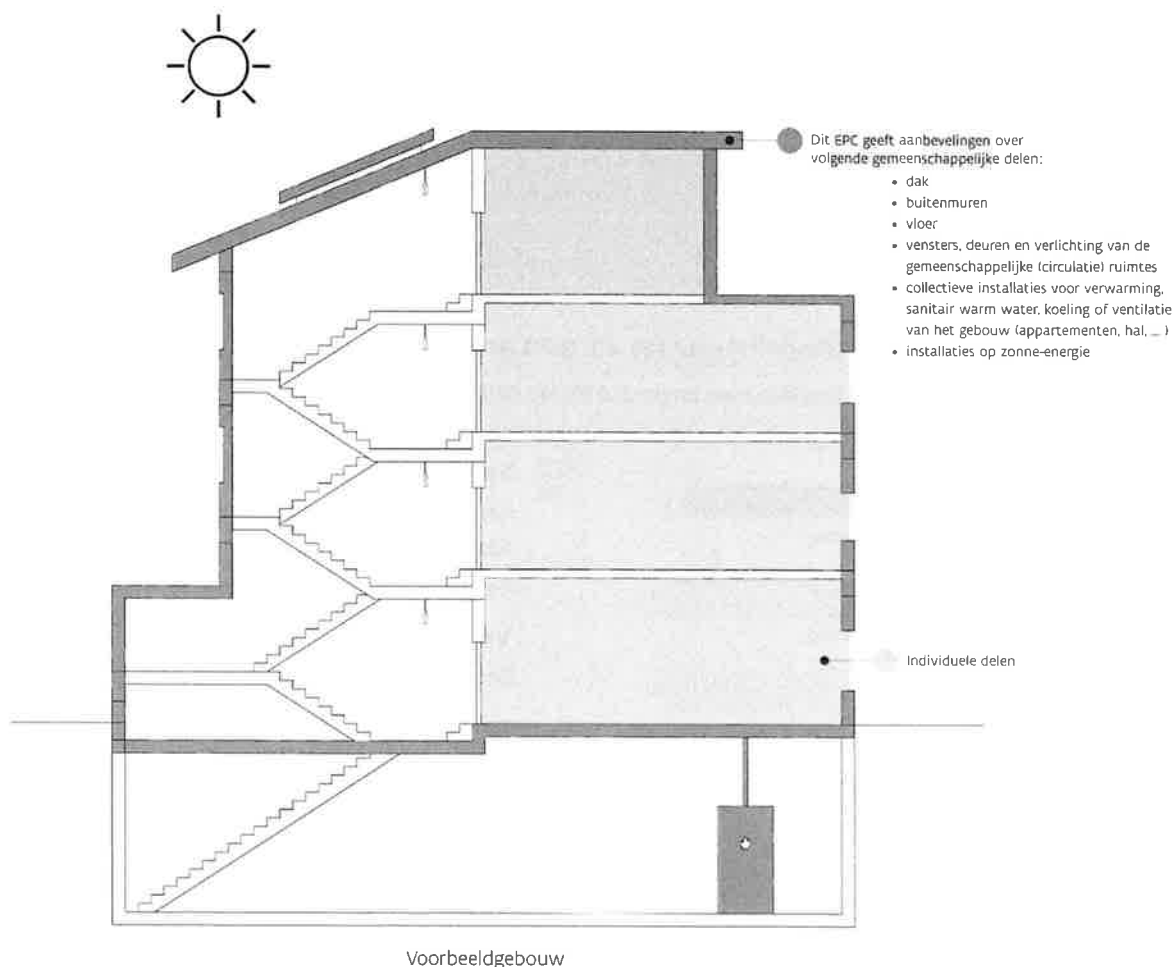 Dit EPC geeft aanbevelingen over
volgende gemeenschappelijke delen:
• dak
• buitenmuren
• vloer
• vensters, deuren en verlichting van de
gemeenschappelijke (circulatie) ruimtes
• collectieve installaties voor verwarming,
sanitair warm water, koeling of ventilatie
van het gebouw (appartementen, hal, ... )
• installaties op zonne-energie
Individuele delen
Voorbeeldgebouw